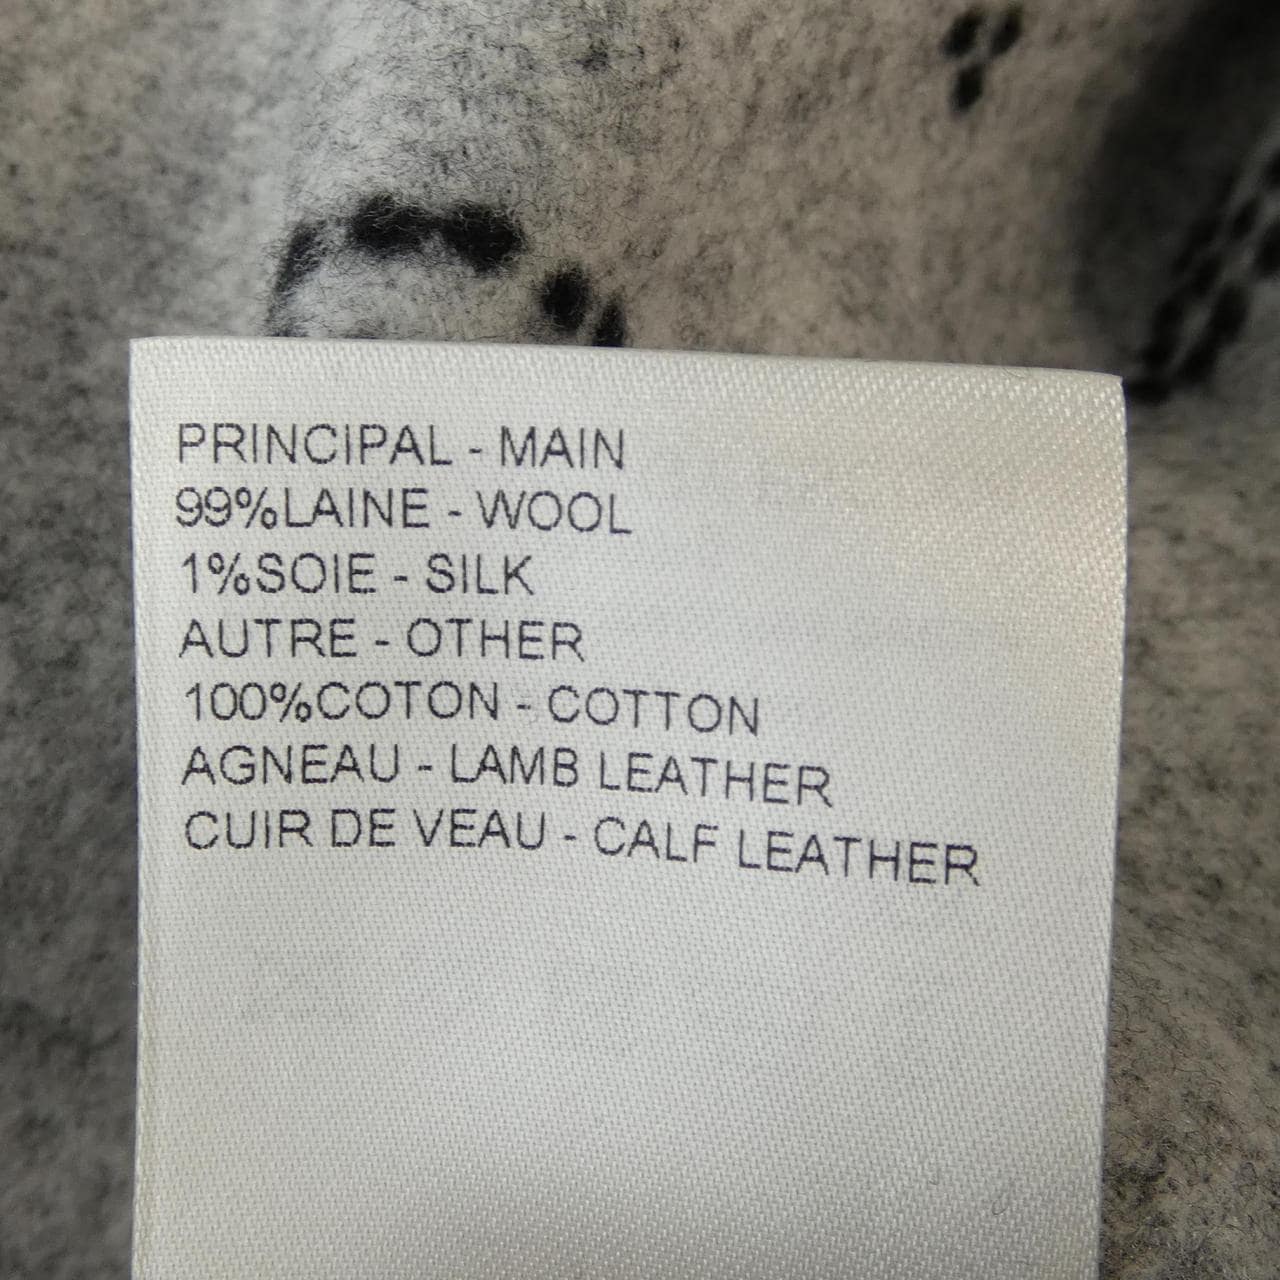 PRINCIPAL - MAIN
99%LAINE - WOOL
1%SOIE - SILK
AUTRE - OTHER
100%COTON - COTTON
AGNEAU - LAMB LEATHER
CUIR DE VEAU - CALF LEATHER